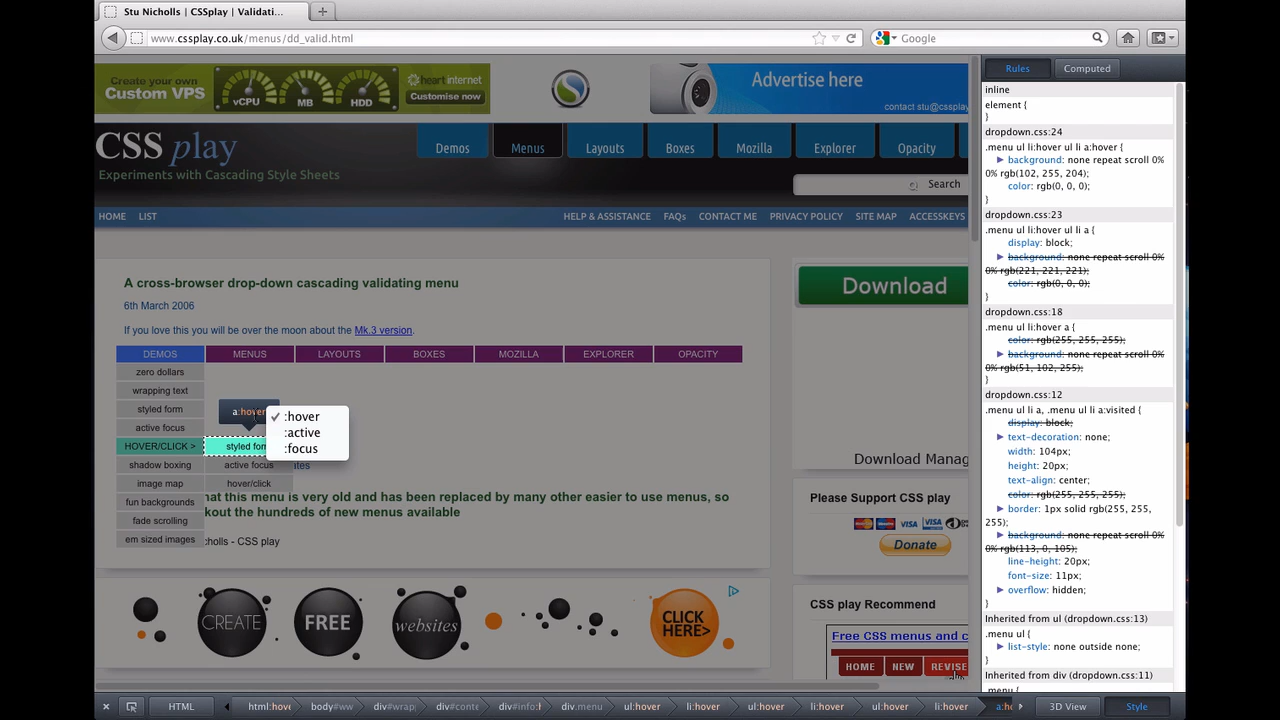 Stu Nicholls | CSSplay | Validati...
www.cssplay.co.uk/menus/dd_valid.html
Google
Create your own
Custom VPS
vCPU
MB
HDD
heart internet
Customise now
Advertise here
contact stu@cssplay
CSS play
Experiments with Cascading Style Sheets
Demos
Menus
Layouts
Boxes
Mozilla
Explorer
Opacity
Search
HOME
LIST
HELP & ASSISTANCE
FAQs
CONTACT ME
PRIVACY POLICY
SITE MAP
ACCESSKEYS
A cross-browser drop-down cascading validating menu
6th March 2006
If you love this you will be over the moon about the Mk.3 version.
DEMOS
MENUS
LAYOUTS
BOXES
MOZILLA
EXPLORER
OPACITY
zero dollars
wrapping text
styled form
active focus
HOVER/CLICK >
shadow boxing
image map
fun backgrounds
fade scrolling
em sized images
a:hover
:hover
:active
:focus
styled form
active focus
hover/click
hat this menu is very old and has been replaced by many other easier to use menus, so
kout the hundreds of new menus available
holls - CSS play
CREATE
FREE
websites
CLICK
HERE>
Download
Download Manag
Please Support CSS play
VISA
Donate
CSS play Recommend
Free CSS menus and c
HOME
NEW
REVISE
Rules
Computed
inline
element {
}
dropdown.css:24
.menu ul li:hover ul li a:hover {
background: none repeat scroll 0%
0% rgb(102, 255, 204);
color: rgb(0, 0, 0);
}
dropdown.css:23
.menu ul li:hover ul li a {
display: block;
background: none repeat scroll 0%
0% rgb(221, 221, 221);
color: rgb(0, 0, 0);
}
dropdown.css:18
.menu ul li:hover a {
color: rgb(255, 255, 255);
background: none repeat scroll 0%
0% rgb(51, 102, 255);
}
dropdown.css:12
.menu ul li a, .menu ul li a:visited {
display: block;
text-decoration: none;
width: 104px;
height: 20px;
text-align: center;
color: rgb(255, 255, 255);
border: 1px solid rgb(255, 255,
255);
background: none repeat scroll 0%
0% rgb(113, 0, 105);
line-height: 20px;
font-size: 11px;
overflow: hidden;
}
Inherited from ul (dropdown.css:13)
.menu ul {
list-style: none outside none;
}
Inherited from div (dropdown.css:11)
.menu {
HTML
html:hove
body#ww
div#wrap
div#conte
div#info:h
div.menu
ul:hover
li:hover
ul:hover
li:hover
ul:hover
li:hover
a:ho
3D View
Style